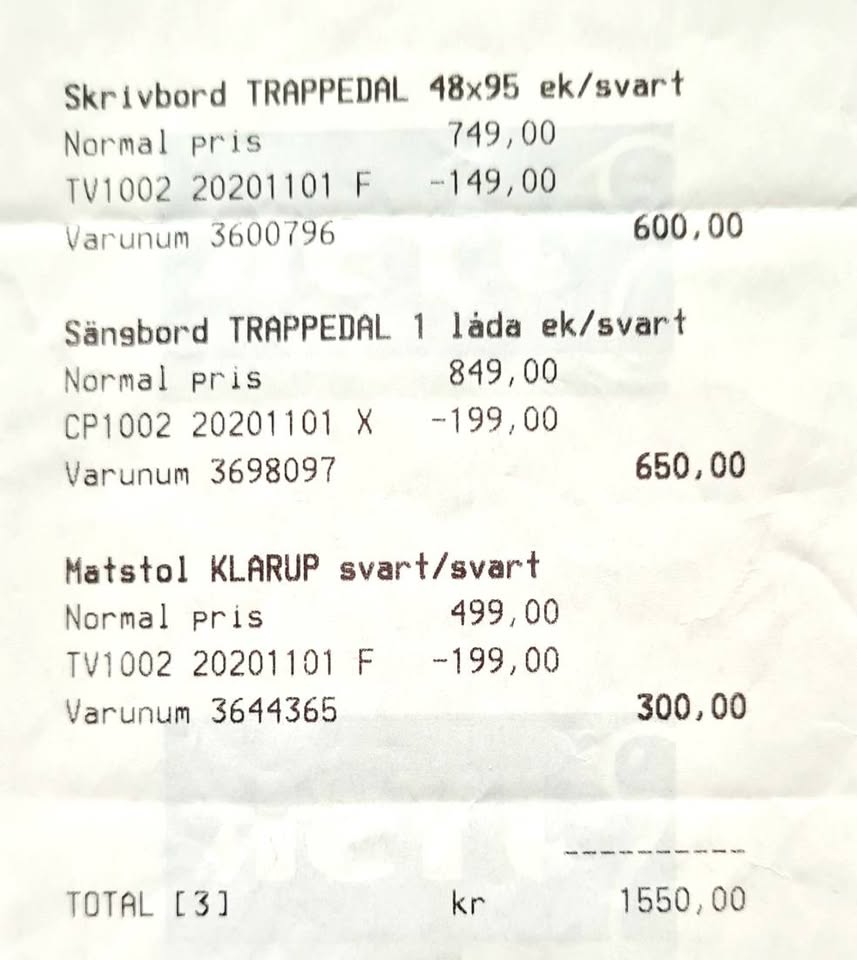 Skrivbord TRAPPEDAL 48x95 ek/svart
Normal pris 749,00
TV1002 20201101 F -149,00
Varunum 3600796 600,00
Sängbord TRAPPEDAL 1 låda ek/svart
Normal pris 849,00
CP1002 20201101 X -199,00
Varunum 3698097 650,00
Matstol KLARUP svart/svart
Normal pris 499,00
TV1002 20201101 F -199,00
Varunum 3644365 300,00
----------
TOTAL [3] kr 1550,00